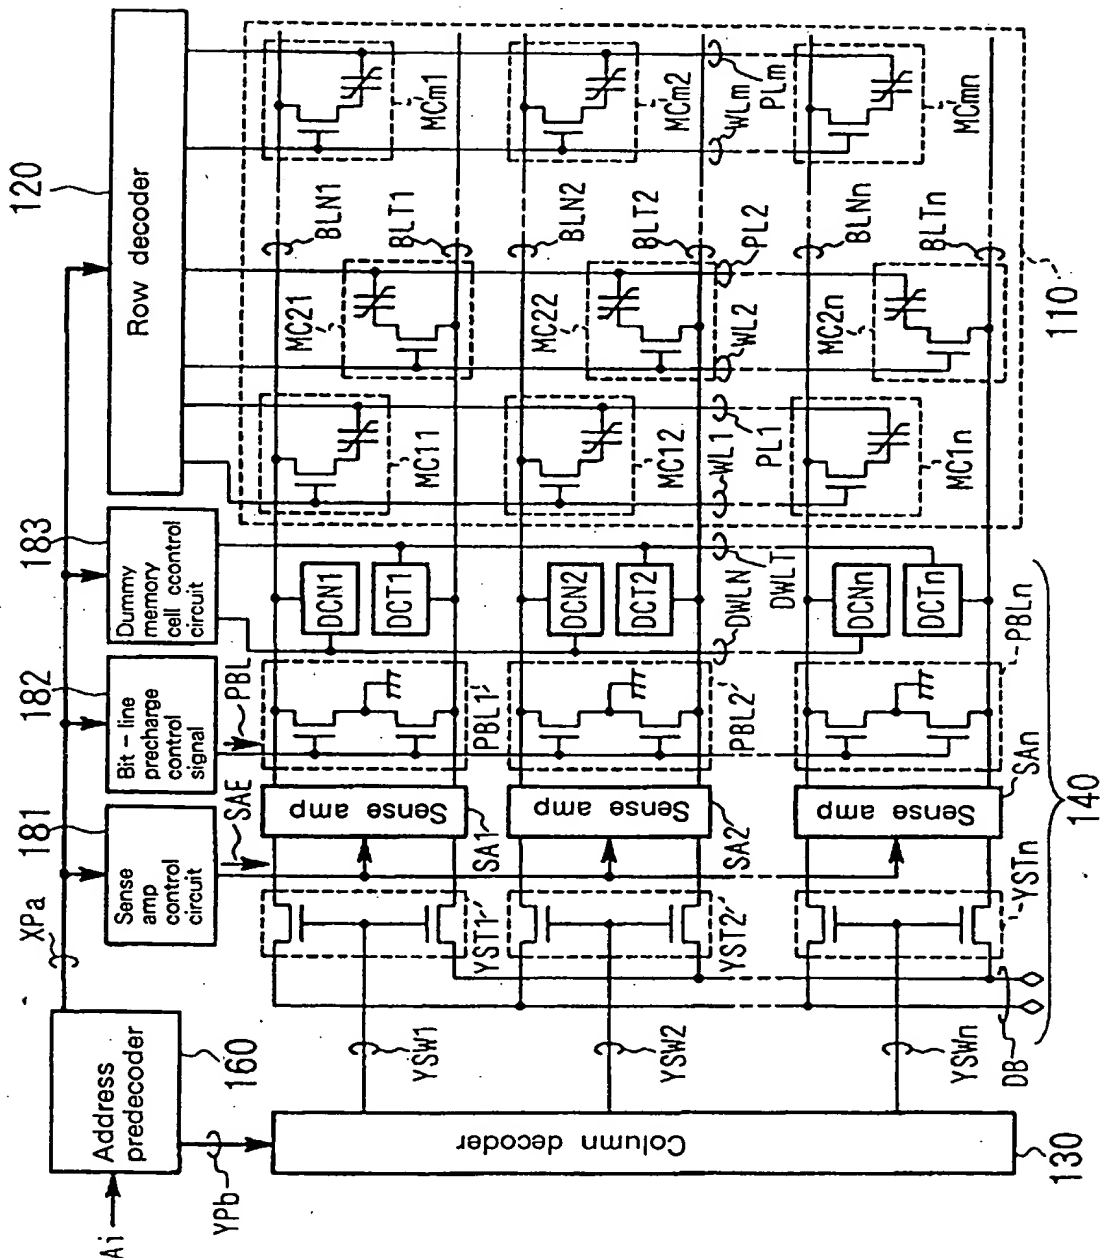 120
Row decoder
183
Dummy
memory
cell ccontrol
circuit
182
Bit – line
precharge
control
signal
181
Sense
amp
control
circuit
XPa
PBL
SAE
Address
predecoder
160
Ai
YPb
Column decoder
130
YSW1
YSW2
YSWn
DB
140
YST1
YST2
YSTn
Sense amp
Sense amp
Sense amp
SA1
SA2
SAn
PBL1
PBL2
PBLn
DCN1
DCT1
DCN2
DCT2
DCNn
DCTn
DWLN
DWLT
MC11
MC12
MC1n
WL1
PL1
MC21
MC22
MC2n
WL2
PL2
BLN1
BLT1
BLN2
BLT2
BLNn
BLTn
MCm1
MCm2
MCmn
WLm
PLm
110